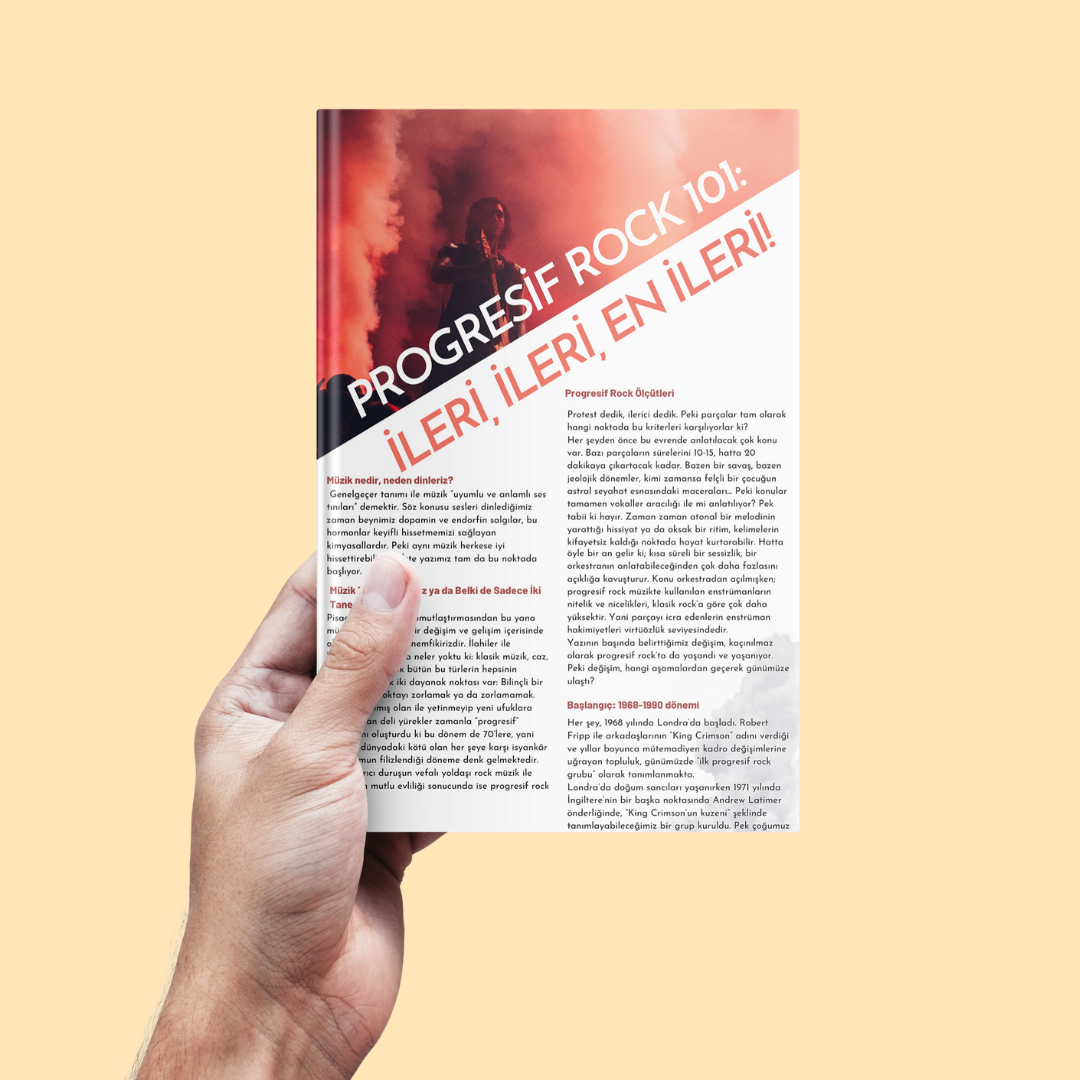 PROGRESİF ROCK 101:
İLERİ, İLERİ, EN İLERİ!
Müzik nedir, neden dinleriz?
Genelgeçer tanımı ile müzik "uyumlu ve anlamlı ses
tınıları" demektir. Söz konusu sesleri dinlediğimiz
zaman beynimiz dopamin ve endorfin salgılar, bu
hormonlar keyifli hissetmemizi sağlayan
kimyasallardır. Peki aynı müzik herkese iyi
yazımız tam da bu noktada
başlıyor.
Müzik ya da Belki de Sadece İki
Tane
bu yana
değişim ve gelişim içerisinde
İlahiler ile
neler yoktu ki: klasik müzik, caz,
bütün bu türlerin hepsinin
iki dayanak noktası var: Bilinçli bir
zorlamak ya da zorlamamak.
olan ile yetinmeyip yeni ufuklara
deli yürekler zamanla "progresif"
oluşturdu ki bu dönem de 70'lere, yani
dünyadaki kötü olan her şeye karşı isyankâr
filizlendiği döneme denk gelmektedir.
duruşun vefalı yoldaşı rock müzik ile
mutlu evliliği sonucunda ise progresif rock
Progresif Rock Ölçütleri
Protest dedik, ilerici dedik. Peki parçalar tam olarak
hangi noktada bu kriterleri karşılıyorlar ki?
Her şeyden önce bu evrende anlatılacak çok konu
var. Bazı parçaların sürelerini 10-15, hatta 20
dakikaya çıkartacak kadar. Bazen bir savaş, bazen
jeolojik dönemler, kimi zamansa felçli bir çocuğun
astral seyahat esnasındaki maceraları... Peki konular
tamamen vokaller aracılığı ile mi anlatılıyor? Pek
tabii ki hayır. Zaman zaman atonal bir melodinin
yarattığı hissiyat ya da aksak bir ritim, kelimelerin
kifayetsiz kaldığı noktada hayat kurtarabilir. Hatta
öyle bir an gelir ki; kısa süreli bir sessizlik, bir
orkestranın anlatabileceğinden çok daha fazlasını
açıklığa kavuşturur. Konu orkestradan açılmışken;
progresif rock müzikte kullanılan enstrümanların
nitelik ve nicelikleri, klasik rock'a göre çok daha
yüksektir. Yani parçayı icra edenlerin enstrüman
hakimiyetleri virtüözlük seviyesindedir.
Yazının başında belirttiğimiz değişim, kaçınılmaz
olarak progresif rock'ta da yaşandı ve yaşanıyor.
Peki değişim, hangi aşamalardan geçerek günümüze
ulaştı?
Başlangıç: 1968-1990 dönemi
Her şey, 1968 yılında Londra'da başladı. Robert
Fripp ile arkadaşlarının "King Crimson" adını verdiği
ve yıllar boyunca mütemadiyen kadro değişimlerine
uğrayan topluluk, günümüzde "ilk progresif rock
grubu" olarak tanımlanmakta.
Londra'da doğum sancıları yaşanırken 1971 yılında
İngiltere'nin bir başka noktasında Andrew Latimer
önderliğinde, "King Crimson'un kuzeni" şeklinde
tanımlayabileceğimiz bir grup kuruldu. Pek çoğumuz